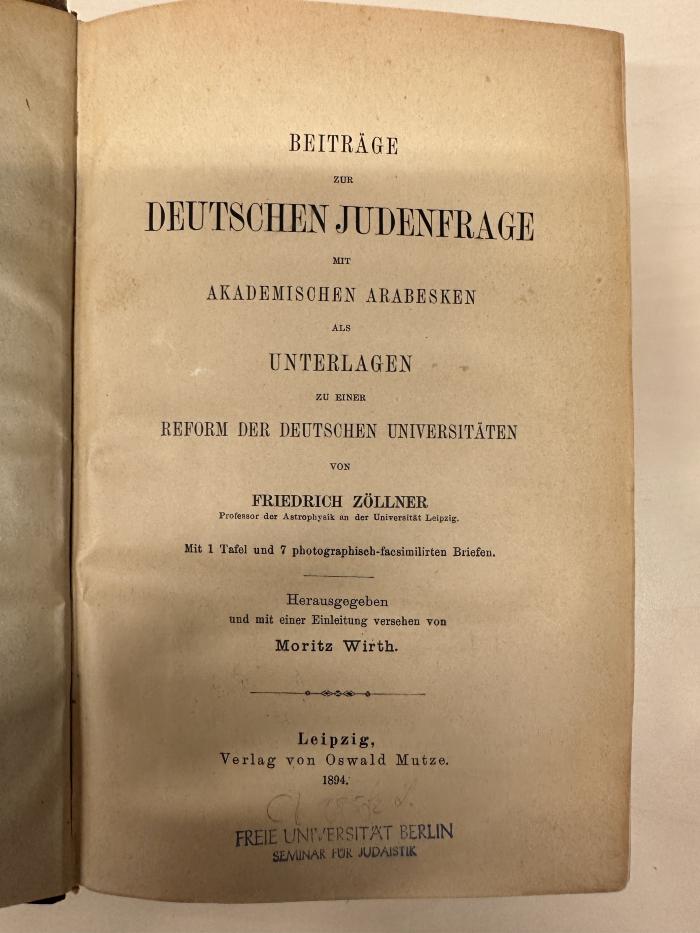 BEITRÄGE
ZUR
DEUTSCHEN JUDENFRAGE
MIT
AKADEMISCHEN ARABESKEN
ALS
UNTERLAGEN
ZU EINER
REFORM DER DEUTSCHEN UNIVERSITÄTEN
VON
FRIEDRICH ZÖLLNER
Professor der Astrophysik an der Universität Leipzig.
Mit 1 Tafel und 7 photographisch-facsimilirten Briefen.
Herausgegeben
und mit einer Einleitung versehen von
Moritz Wirth.
Leipzig,
Verlag von Oswald Mutze.
1894.
FREIE UNIVERSITÄT BERLIN
SEMINAR FÜR JUDAISTIK